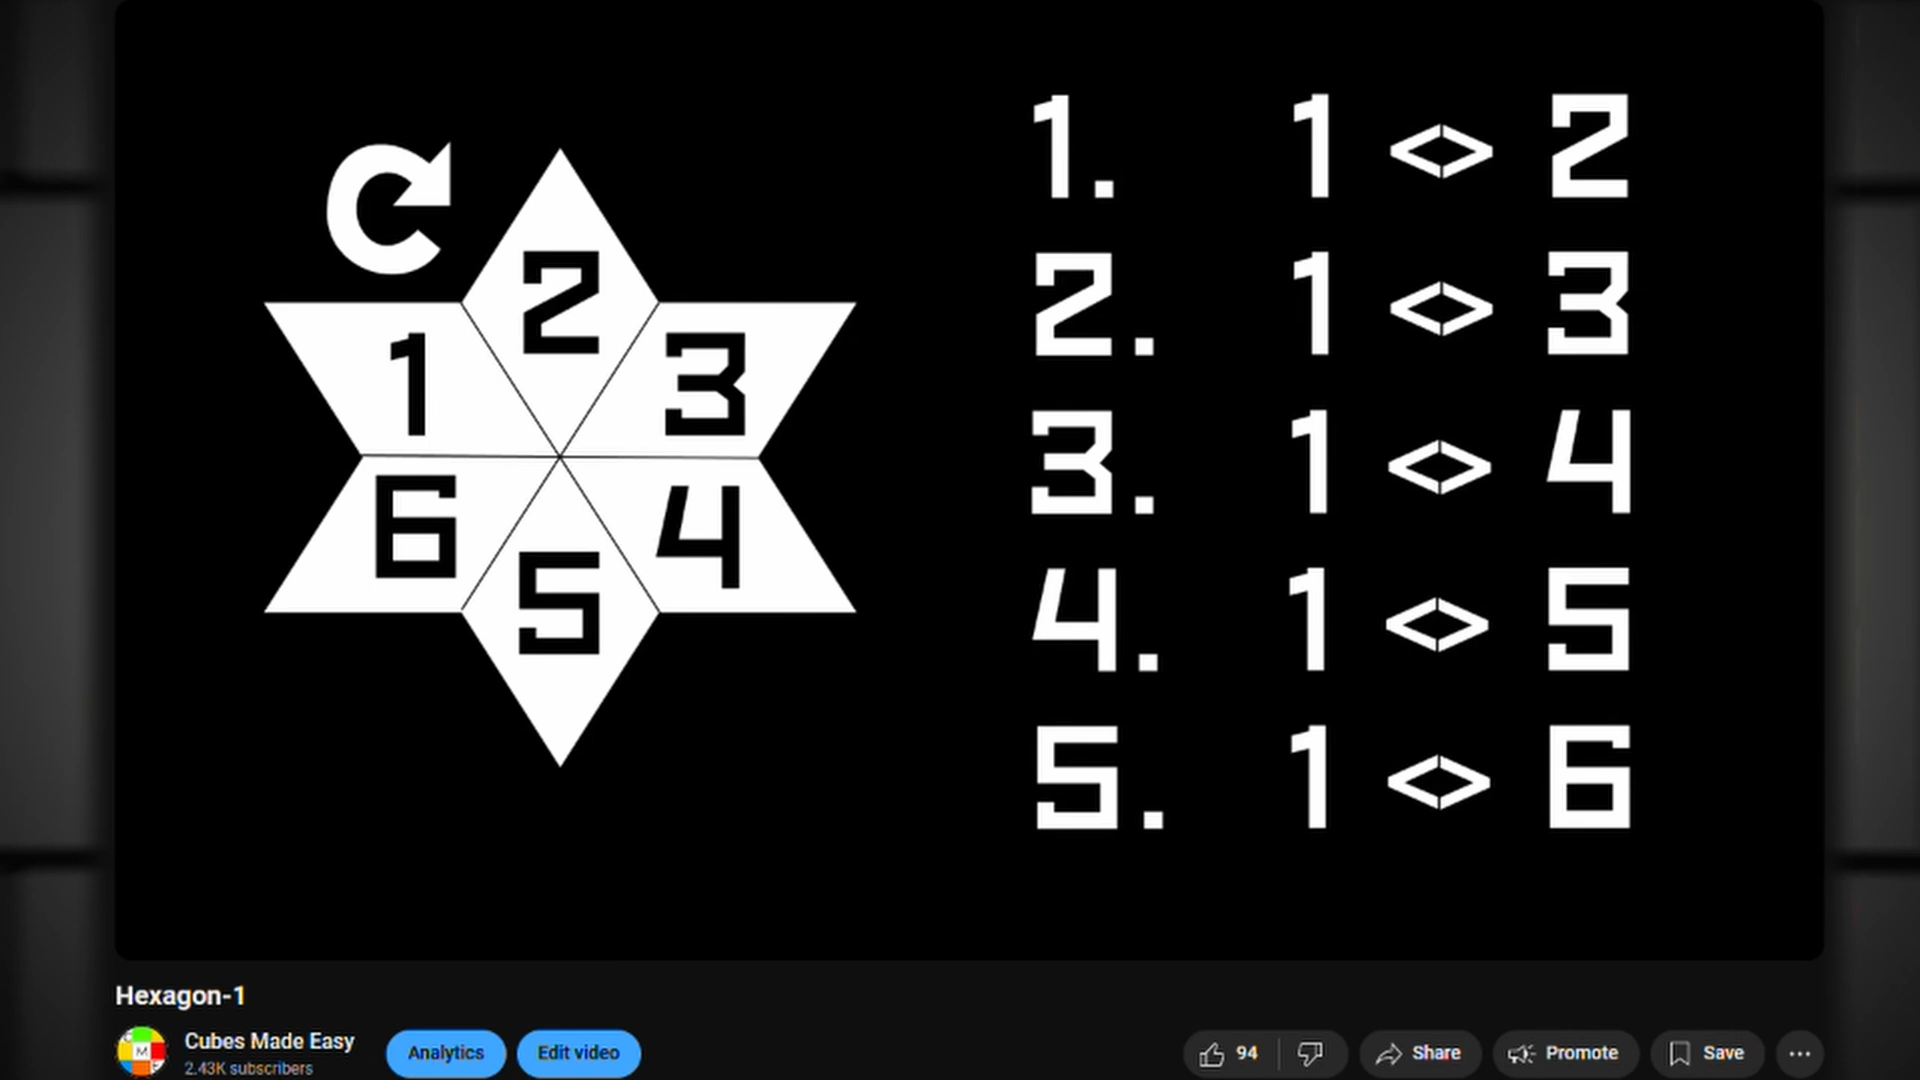 2
1 3
6 4
5
1. 1 <> 2
2. 1 <> 3
3. 1 <> 4
4. 1 <> 5
5. 1 <> 6
Hexagon-1
Cubes Made Easy
2.43K subscribers
Analytics
Edit video
94
Share
Promote
Save